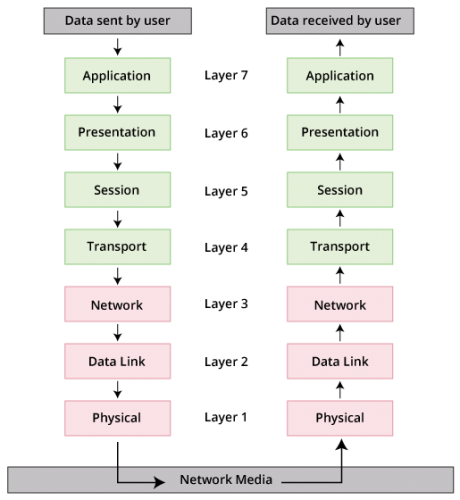 Data sent by user
Data received by user
Application
Layer 7
Application
Presentation
Layer 6
Presentation
Session
Layer 5
Session
Transport
Layer 4
Transport
Network
Layer 3
Network
Data Link
Layer 2
Data Link
Physical
Layer 1
Physical
Network Media